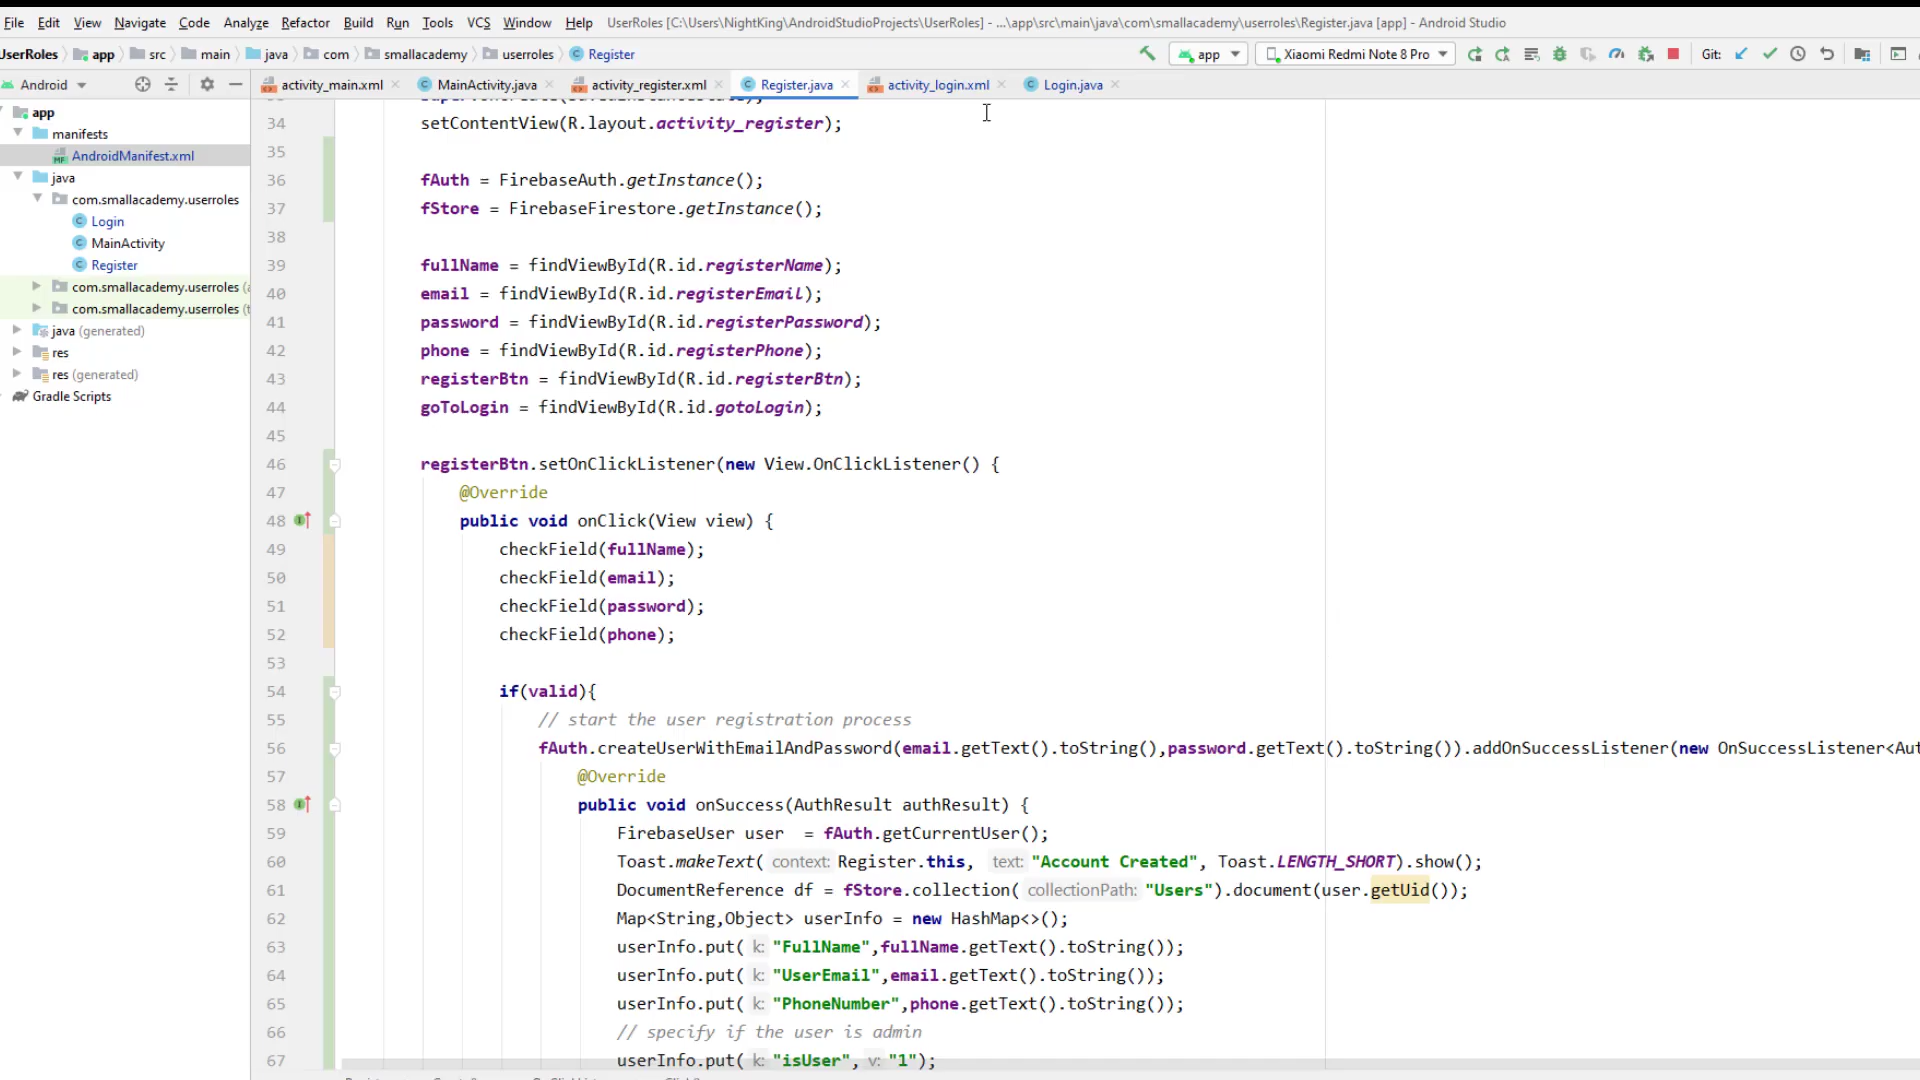 File Edit View Navigate Code Analyze Refactor Build Run Tools VCS Window Help UserRoles [C:\Users\NightKing\AndroidStudioProjects\UserRoles] - ...\app\src\main\java\com\smallacademy\userroles\Register.java [app] - Android Studio
UserRoles app src main java com smallacademy userroles Register app Xiaomi Redmi Note 8 Pro Git:
Android activity_main.xml MainActivity.java activity_register.xml Register.java activity_login.xml Login.java
app
manifests
AndroidManifest.xml
java
com.smallacademy.userroles
Login
MainActivity
Register
com.smallacademy.userroles (
com.smallacademy.userroles (
java (generated)
res
res (generated)
Gradle Scripts
34 setContentView(R.layout.activity_register);
35
36 fAuth = FirebaseAuth.getInstance();
37 fStore = FirebaseFirestore.getInstance();
38
39 fullName = findViewById(R.id.registerName);
40 email = findViewById(R.id.registerEmail);
41 password = findViewById(R.id.registerPassword);
42 phone = findViewById(R.id.registerPhone);
43 registerBtn = findViewById(R.id.registerBtn);
44 goToLogin = findViewById(R.id.gotoLogin);
45
46 registerBtn.setOnClickListener(new View.OnClickListener() {
47 @Override
48 public void onClick(View view) {
49 checkField(fullName);
50 checkField(email);
51 checkField(password);
52 checkField(phone);
53
54 if(valid){
55 // start the user registration process
56 fAuth.createUserWithEmailAndPassword(email.getText().toString(),password.getText().toString()).addOnSuccessListener(new OnSuccessListener<Aut
57 @Override
58 public void onSuccess(AuthResult authResult) {
59 FirebaseUser user = fAuth.getCurrentUser();
60 Toast.makeText( context: Register.this, text: "Account Created", Toast.LENGTH_SHORT).show();
61 DocumentReference df = fStore.collection( collectionPath: "Users").document(user.getUid());
62 Map<String,Object> userInfo = new HashMap<>();
63 userInfo.put( k: "FullName",fullName.getText().toString());
64 userInfo.put( k: "UserEmail",email.getText().toString());
65 userInfo.put( k: "PhoneNumber",phone.getText().toString());
66 // specify if the user is admin
67 userInfo.put( k: "isUser", v: "1");